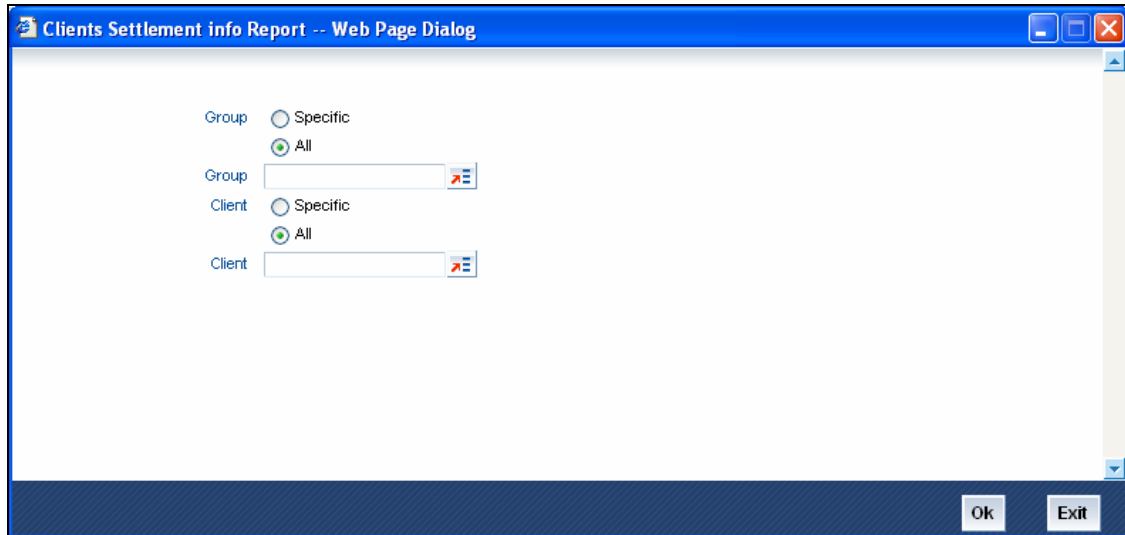 Clients Settlement info Report -- Web Page Dialog
Group Specific
All
Group
Client Specific
All
Client
Ok Exit